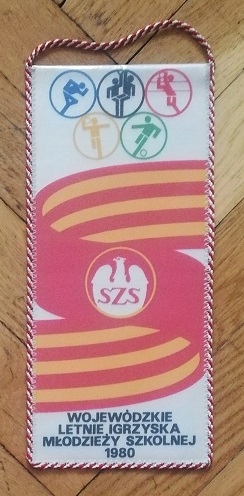 SZS
WOJEWÓDZKIE
LETNIE IGRZYSKA
MŁODZIEŻY SZKOLNEJ
1980